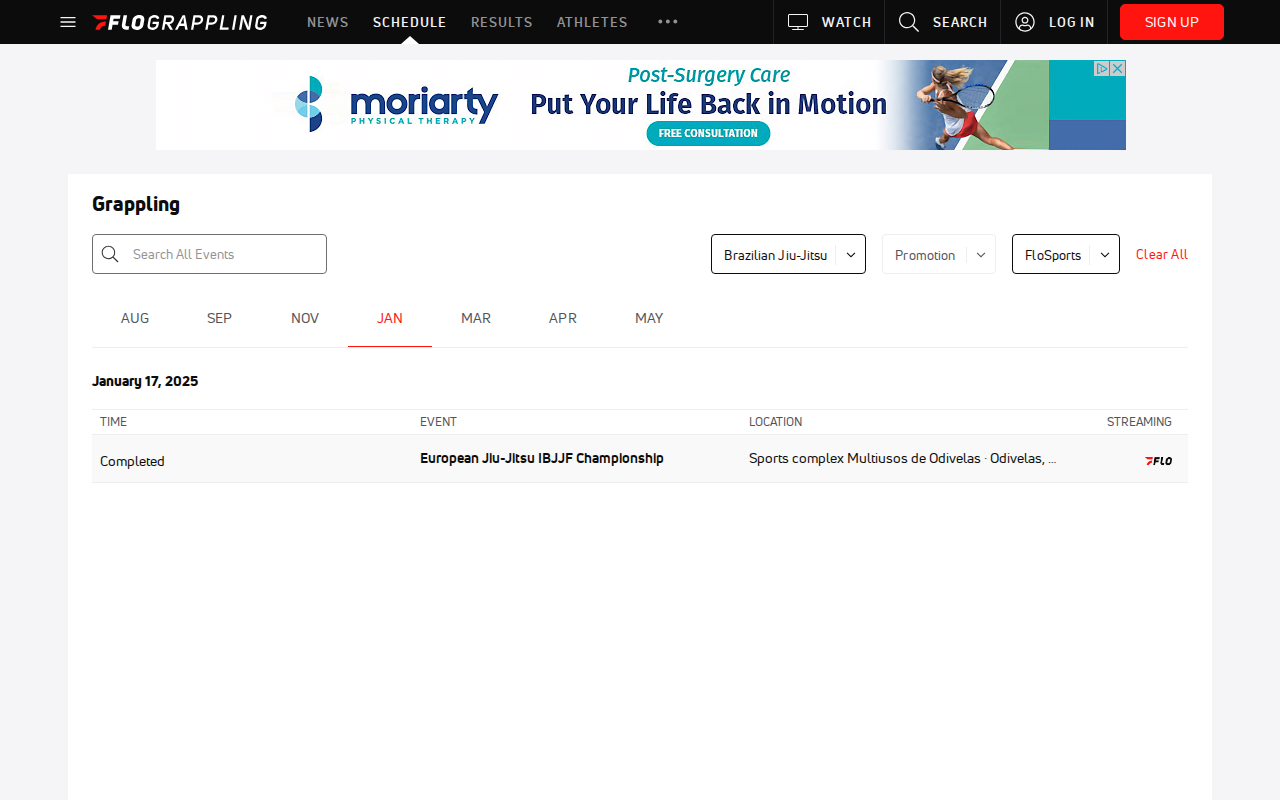 FLOGRAPPLING NEWS SCHEDULE RESULTS ATHLETES WATCH SEARCH LOG IN SIGN UP
Post-Surgery Care
moriarty
PHYSICAL THERAPY
Put Your Life Back in Motion
FREE CONSULTATION
Grappling
Search All Events
Brazilian Jiu-Jitsu
Promotion
FloSports
Clear All
AUG SEP NOV JAN MAR APR MAY
January 17, 2025
TIME EVENT LOCATION STREAMING
Completed European Jiu-Jitsu IBJJF Championship Sports complex Multiusos de Odivelas · Odivelas, ... FLO